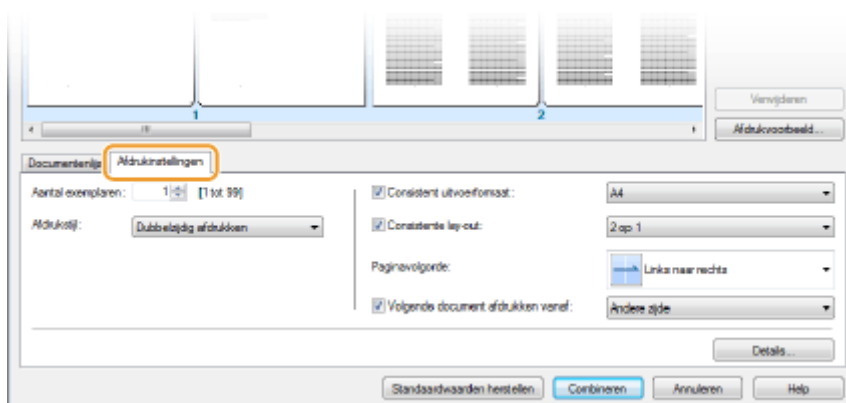 Verwijderen
1
2
Afdrukvoorbeeld...
Documentenlijs
Afdrukinstellingen
Aantal exemplaren:
1
[1 tot 99]
Afdrukstijl:
Dubbelzijdig afdrukken
Consistent uitvoerformaat:
A4
Consistente lay-out:
2 op 1
Paginavolgorde:
Links naar rechts
Volgende document afdrukken vanaf:
Andere zijde
Details...
Standaardwaarden herstellen
Combineren
Annuleren
Help